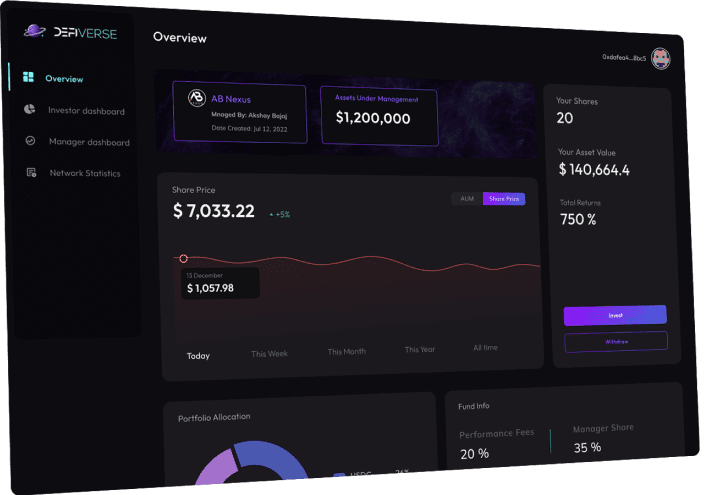 DEFIVERSE
Overview
0xdafea4...8bc5
Overview
Investor dashboard
Manager dashboard
Network Statistics
AB
AB Nexus
Mnaged By: Akshay Bajaj
Date Created: Jul 12, 2022
Assets Under Management
$1,200,000
Your Shares
20
Your Asset Value
$ 140,664.4
Total Returns
750 %
Invest
Withdraw
Share Price
$ 7,033.22
+5%
AUM
Share Price
13 December
$ 1,057.98
Today
This Week
This Month
This Year
All time
Portfolio Allocation
USDC
Fund Info
Performance Fees
20 %
Manager Share
35 %